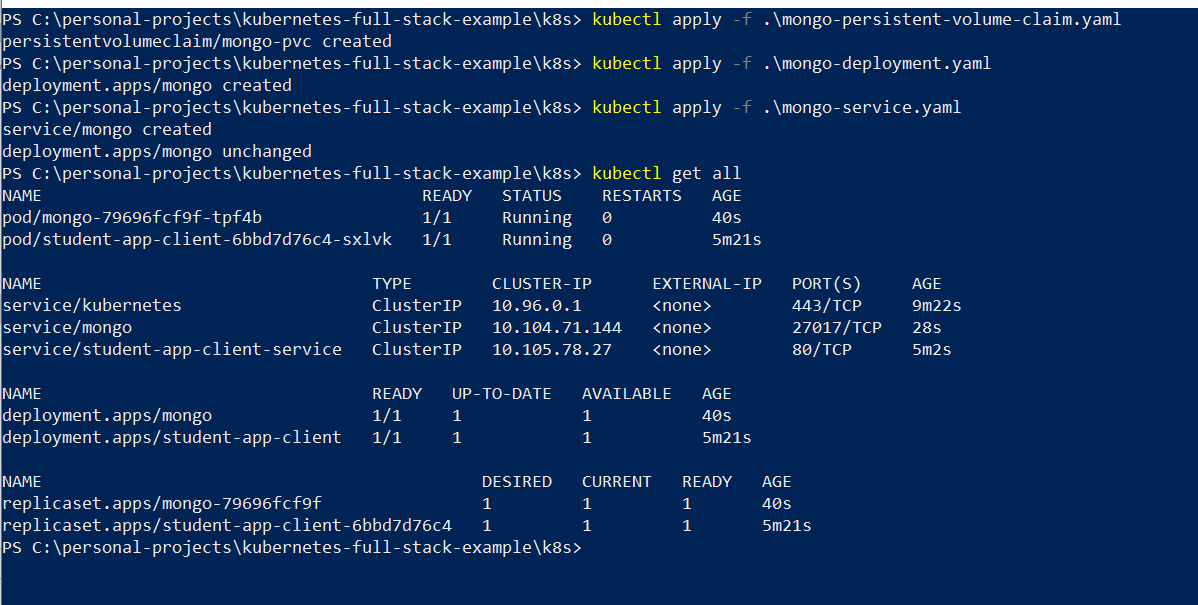 PS C:\personal-projects\kubernetes-full-stack-example\k8s> kubectl apply -f .\mongo-persistent-volume-claim.yaml
persistentvolumeclaim/mongo-pvc created
PS C:\personal-projects\kubernetes-full-stack-example\k8s> kubectl apply -f .\mongo-deployment.yaml
deployment.apps/mongo created
PS C:\personal-projects\kubernetes-full-stack-example\k8s> kubectl apply -f .\mongo-service.yaml
service/mongo created
deployment.apps/mongo unchanged
PS C:\personal-projects\kubernetes-full-stack-example\k8s> kubectl get all
NAME                                      READY   STATUS    RESTARTS   AGE
pod/mongo-79696fcf9f-tpf4b                1/1     Running   0          40s
pod/student-app-client-6bbd7d76c4-sxlvk   1/1     Running   0          5m21s

NAME                                 TYPE        CLUSTER-IP      EXTERNAL-IP   PORT(S)     AGE
service/kubernetes                   ClusterIP   10.96.0.1       <none>        443/TCP     9m22s
service/mongo                        ClusterIP   10.104.71.144   <none>        27017/TCP   28s
service/student-app-client-service   ClusterIP   10.105.78.27    <none>        80/TCP      5m2s

NAME                                 READY   UP-TO-DATE   AVAILABLE   AGE
deployment.apps/mongo                1/1     1            1           40s
deployment.apps/student-app-client   1/1     1            1           5m21s

NAME                                            DESIRED   CURRENT   READY   AGE
replicaset.apps/mongo-79696fcf9f                1         1         1       40s
replicaset.apps/student-app-client-6bbd7d76c4   1         1         1       5m21s
PS C:\personal-projects\kubernetes-full-stack-example\k8s>